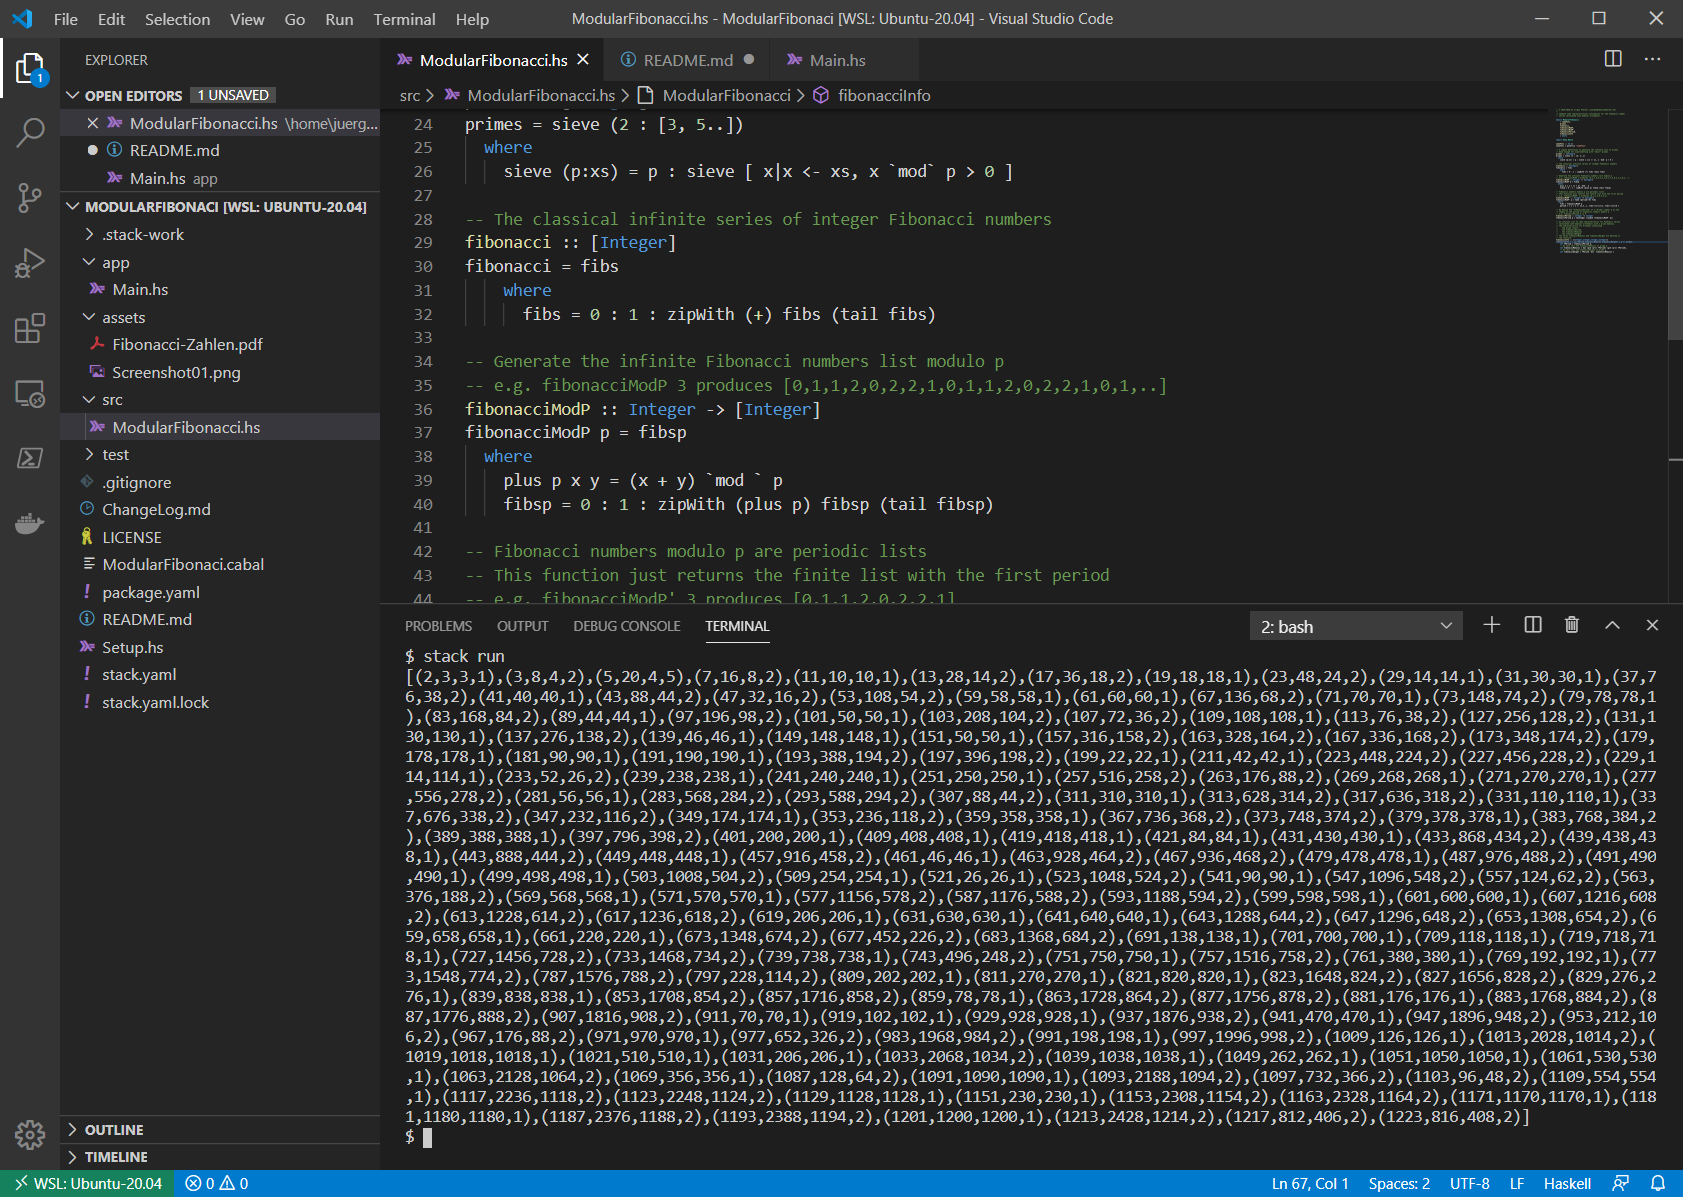 File Edit Selection View Go Run Terminal Help
ModularFibonacci.hs - ModularFibonaci [WSL: Ubuntu-20.04] - Visual Studio Code
1
EXPLORER
OPEN EDITORS 1 UNSAVED
ModularFibonacci.hs \home\juerg...
README.md
Main.hs app
MODULARFIBONACI [WSL: UBUNTU-20.04]
.stack-work
app
Main.hs
assets
Fibonacci-Zahlen.pdf
Screenshot01.png
src
ModularFibonacci.hs
test
.gitignore
ChangeLog.md
LICENSE
ModularFibonaci.cabal
package.yaml
README.md
Setup.hs
stack.yaml
stack.yaml.lock
OUTLINE
TIMELINE
ModularFibonacci.hs README.md Main.hs
src ModularFibonacci.hs ModularFibonacci fibonacciInfo
24 primes = sieve (2 : [3, 5..])
25 where
26 sieve (p:xs) = p : sieve [ x|x <- xs, x `mod` p > 0 ]
27
28 -- The classical infinite series of integer Fibonacci numbers
29 fibonacci :: [Integer]
30 fibonacci = fibs
31 where
32 fibs = 0 : 1 : zipWith (+) fibs (tail fibs)
33
34 -- Generate the infinite Fibonacci numbers list modulo p
35 -- e.g. fibonacciModP 3 produces [0,1,1,2,0,2,2,1,0,1,1,2,0,2,2,1,0,1,..]
36 fibonacciModP :: Integer -> [Integer]
37 fibonacciModP p = fibsp
38 where
39 plus p x y = (x + y) `mod ` p
40 fibsp = 0 : 1 : zipWith (plus p) fibsp (tail fibsp)
41
42 -- Fibonacci numbers modulo p are periodic lists
43 -- This function just returns the finite list with the first period
44 -- e.g. fibonacciModP' 3 produces [0,1,1,2,0,2,2,1]
PROBLEMS OUTPUT DEBUG CONSOLE TERMINAL 2: bash
$ stack run
[(2,3,3,1),(3,8,4,2),(5,20,4,5),(7,16,8,2),(11,10,10,1),(13,28,14,2),(17,36,18,2),(19,18,18,1),(23,48,24,2),(29,14,14,1),(31,30,30,1),(37,7
6,38,2),(41,40,40,1),(43,88,44,2),(47,32,16,2),(53,108,54,2),(59,58,58,1),(61,60,60,1),(67,136,68,2),(71,70,70,1),(73,148,74,2),(79,78,78,1
),(83,168,84,2),(89,44,44,1),(97,196,98,2),(101,50,50,1),(103,208,104,2),(107,72,36,2),(109,108,108,1),(113,76,38,2),(127,256,128,2),(131,1
30,130,1),(137,276,138,2),(139,46,46,1),(149,148,148,1),(151,50,50,1),(157,316,158,2),(163,328,164,2),(167,336,168,2),(173,348,174,2),(179,
178,178,1),(181,90,90,1),(191,190,190,1),(193,388,194,2),(197,396,198,2),(199,22,22,1),(211,42,42,1),(223,448,224,2),(227,456,228,2),(229,1
14,114,1),(233,52,26,2),(239,238,238,1),(241,240,240,1),(251,250,250,1),(257,516,258,2),(263,176,88,2),(269,268,268,1),(271,270,270,1),(277
,556,278,2),(281,56,56,1),(283,568,284,2),(293,588,294,2),(307,88,44,2),(311,310,310,1),(313,628,314,2),(317,636,318,2),(331,110,110,1),(33
7,676,338,2),(347,232,116,2),(349,174,174,1),(353,236,118,2),(359,358,358,1),(367,736,368,2),(373,748,374,2),(379,378,378,1),(383,768,384,2
),(389,388,388,1),(397,796,398,2),(401,200,200,1),(409,408,408,1),(419,418,418,1),(421,84,84,1),(431,430,430,1),(433,868,434,2),(439,438,43
8,1),(443,888,444,2),(449,448,448,1),(457,916,458,2),(461,46,46,1),(463,928,464,2),(467,936,468,2),(479,478,478,1),(487,976,488,2),(491,490
,490,1),(499,498,498,1),(503,1008,504,2),(509,254,254,1),(521,26,26,1),(523,1048,524,2),(541,90,90,1),(547,1096,548,2),(557,124,62,2),(563,
376,188,2),(569,568,568,1),(571,570,570,1),(577,1156,578,2),(587,1176,588,2),(593,1188,594,2),(599,598,598,1),(601,600,600,1),(607,1216,608
,2),(613,1228,614,2),(617,1236,618,2),(619,206,206,1),(631,630,630,1),(641,640,640,1),(643,1288,644,2),(647,1296,648,2),(653,1308,654,2),(6
59,658,658,1),(661,220,220,1),(673,1348,674,2),(677,452,226,2),(683,1368,684,2),(691,138,138,1),(701,700,700,1),(709,118,118,1),(719,718,71
8,1),(727,1456,728,2),(733,1468,734,2),(739,738,738,1),(743,496,248,2),(751,750,750,1),(757,1516,758,2),(761,380,380,1),(769,192,192,1),(77
3,1548,774,2),(787,1576,788,2),(797,228,114,2),(809,202,202,1),(811,270,270,1),(821,820,820,1),(823,1648,824,2),(827,1656,828,2),(829,276,2
76,1),(839,838,838,1),(853,1708,854,2),(857,1716,858,2),(859,78,78,1),(863,1728,864,2),(877,1756,878,2),(881,176,176,1),(883,1768,884,2),(8
87,1776,888,2),(907,1816,908,2),(911,70,70,1),(919,102,102,1),(929,928,928,1),(937,1876,938,2),(941,470,470,1),(947,1896,948,2),(953,212,10
6,2),(967,176,88,2),(971,970,970,1),(977,652,326,2),(983,1968,984,2),(991,198,198,1),(997,1996,998,2),(1009,126,126,1),(1013,2028,1014,2),(
1019,1018,1018,1),(1021,510,510,1),(1031,206,206,1),(1033,2068,1034,2),(1039,1038,1038,1),(1049,262,262,1),(1051,1050,1050,1),(1061,530,530
,1),(1063,2128,1064,2),(1069,356,356,1),(1087,128,64,2),(1091,1090,1090,1),(1093,2188,1094,2),(1097,732,366,2),(1103,96,48,2),(1109,554,554
,1),(1117,2236,1118,2),(1123,2248,1124,2),(1129,1128,1128,1),(1151,230,230,1),(1153,2308,1154,2),(1163,2328,1164,2),(1171,1170,1170,1),(118
1,1180,1180,1),(1187,2376,1188,2),(1193,2388,1194,2),(1201,1200,1200,1),(1213,2428,1214,2),(1217,812,406,2),(1223,816,408,2)]
$
WSL: Ubuntu-20.04 0 0 Ln 67, Col 1 Spaces: 2 UTF-8 LF Haskell